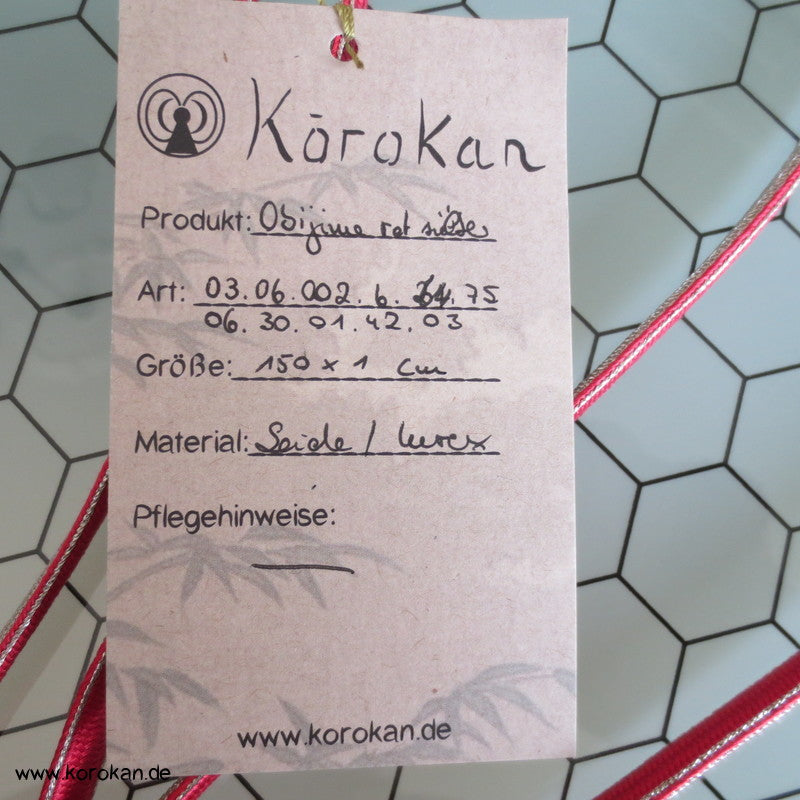 Kōrokan
Produkt: Obijime rot silber
Art: 03.06.002.6. .75
06.30.01.42.03
Größe: 150 x 1 cm
Material: Seide / Lurex
Pflegehinweise:
www.korokan.de
www.korokan.de